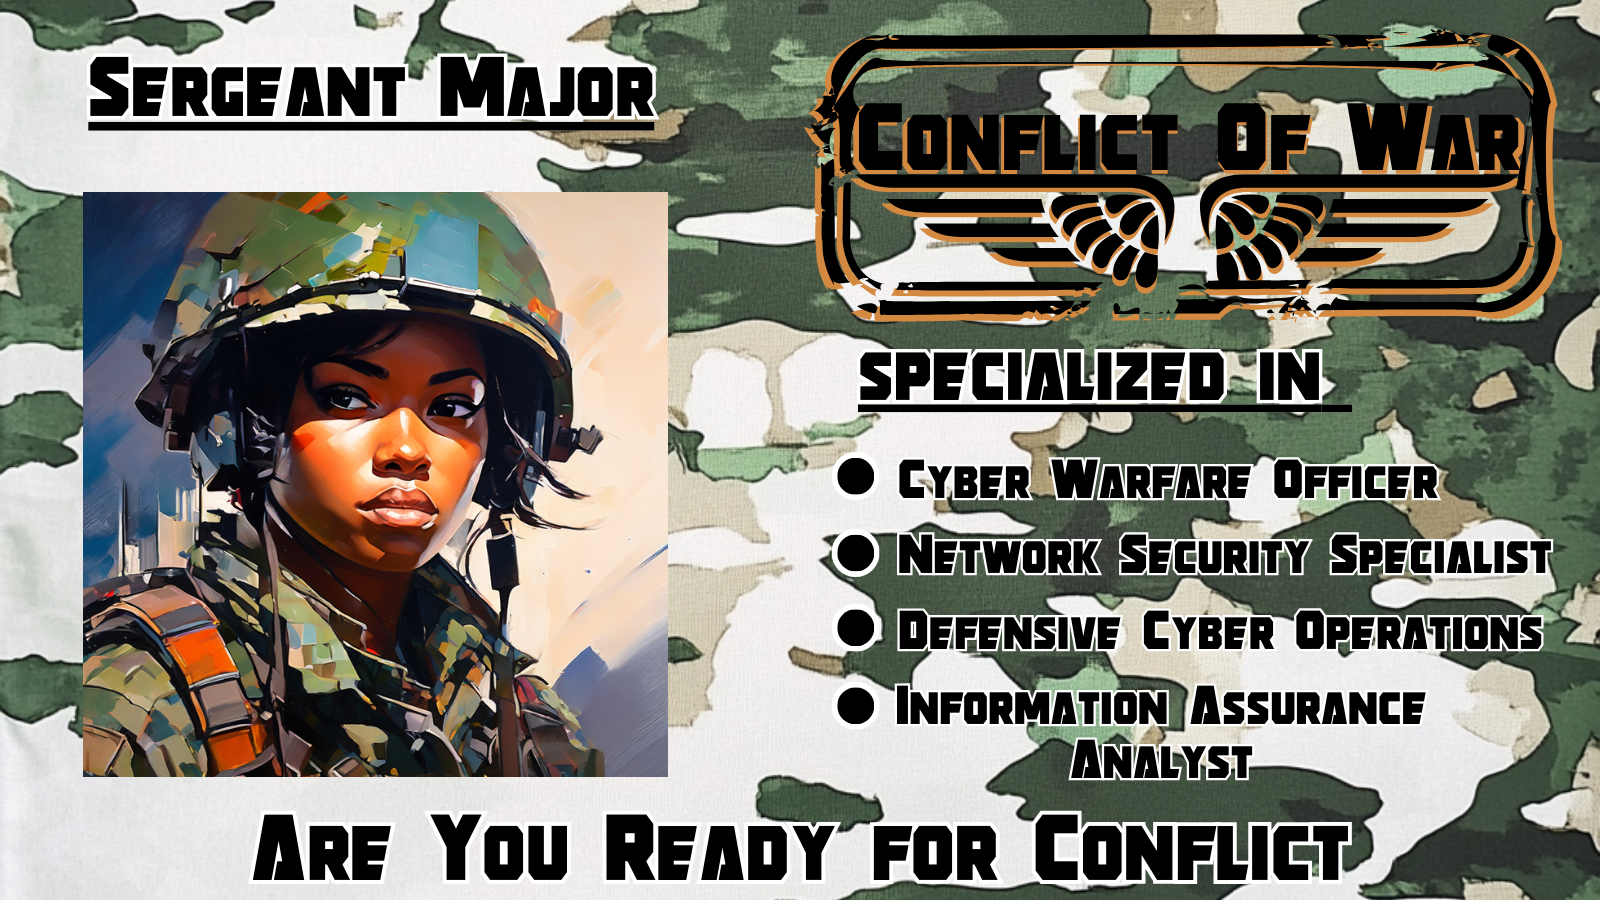 Sergeant Major
Conflict Of War
SPECIALIZED IN
Cyber Warfare Officer
Network Security Specialist
Defensive Cyber Operations
Information Assurance
Analyst
Are You Ready for Conflict